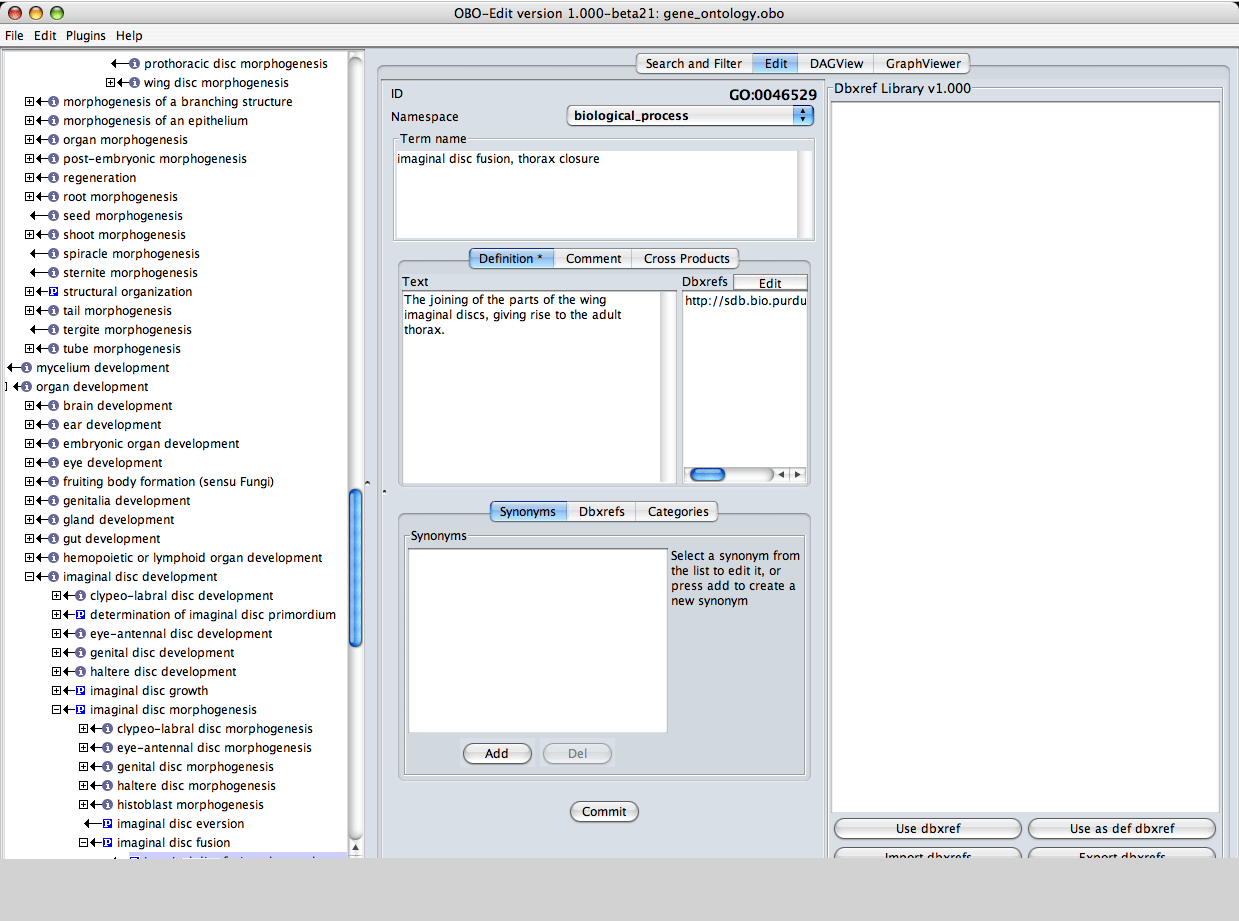 OBO-Edit version 1.000-beta21: gene_ontology.obo
File Edit Plugins Help
prothoracic disc morphogenesis
wing disc morphogenesis
morphogenesis of a branching structure
morphogenesis of an epithelium
organ morphogenesis
post-embryonic morphogenesis
regeneration
root morphogenesis
seed morphogenesis
shoot morphogenesis
spiracle morphogenesis
sternite morphogenesis
structural organization
tail morphogenesis
tergite morphogenesis
tube morphogenesis
mycelium development
organ development
brain development
ear development
embryonic organ development
eye development
fruiting body formation (sensu Fungi)
genitalia development
gland development
gut development
hemopoietic or lymphoid organ development
imaginal disc development
clypeo-labral disc development
determination of imaginal disc primordium
eye-antennal disc development
genital disc development
haltere disc development
imaginal disc growth
imaginal disc morphogenesis
clypeo-labral disc morphogenesis
eye-antennal disc morphogenesis
genital disc morphogenesis
haltere disc morphogenesis
histoblast morphogenesis
imaginal disc eversion
imaginal disc fusion
Search and Filter Edit DAGView GraphViewer
ID GO:0046529
Namespace biological_process
Term name
imaginal disc fusion, thorax closure
Definition * Comment Cross Products
Text
The joining of the parts of the wing
imaginal discs, giving rise to the adult
thorax.
Dbxrefs Edit
http://sdb.bio.purdu
Synonyms Dbxrefs Categories
Synonyms
Select a synonym from
the list to edit it, or
press add to create a
new synonym
Add Del
Commit
Dbxref Library v1.000
Use dbxref Use as def dbxref
Import dbxrefs Export dbxrefs